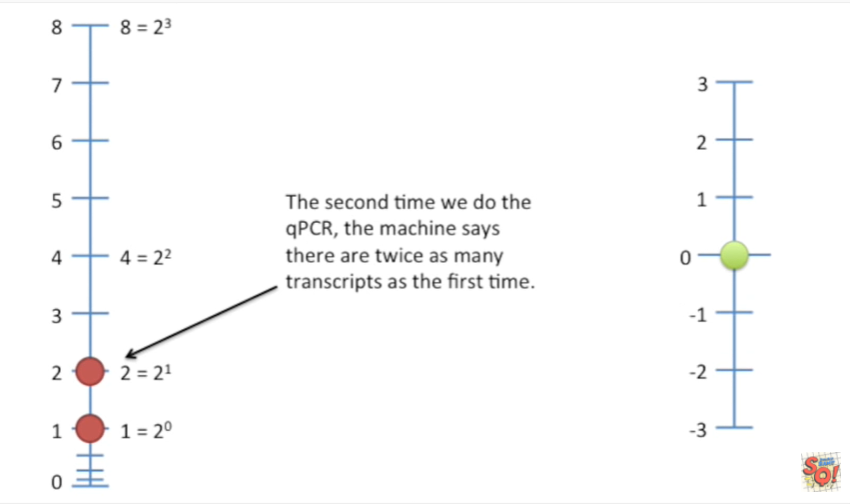 8
8 = 2³
7
6
5
4
4 = 2²
3
2
2 = 2¹
1
1 = 2⁰
0
The second time we do the
qPCR, the machine says
there are twice as many
transcripts as the first time.
3
2
1
0
-1
-2
-3
SQ!